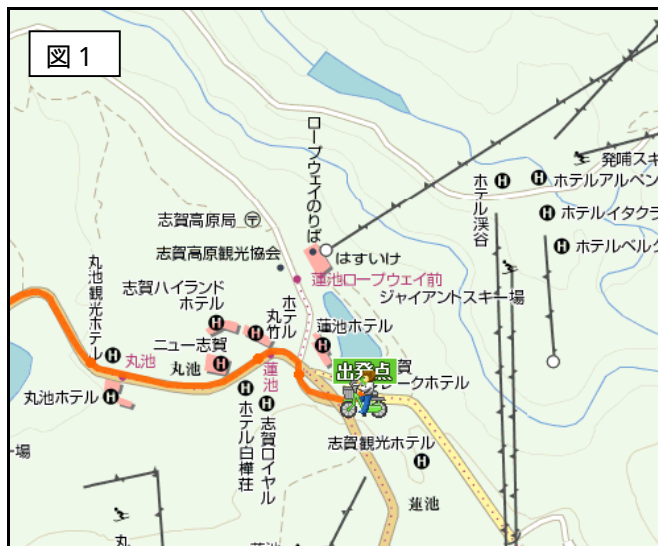 図 1
ロープウェイのりば
発哺スキ
ホテルアルペン
ホテル渓谷
ホテルイタクラ
志賀高原局
志賀高原観光協会
はすいけ
ホテルベルグ
蓮池ロープウェイ前
ジャイアントスキー場
丸池観光ホテル
志賀ハイランド
ホテル
ホテル
丸竹
蓮池ホテル
ニュー志賀
丸池
丸池
蓮池
出発点
賀
ークホテル
丸池ホテル
ホテル白樺荘
志賀ロイヤル
志賀観光ホテル
場
蓮池
丸